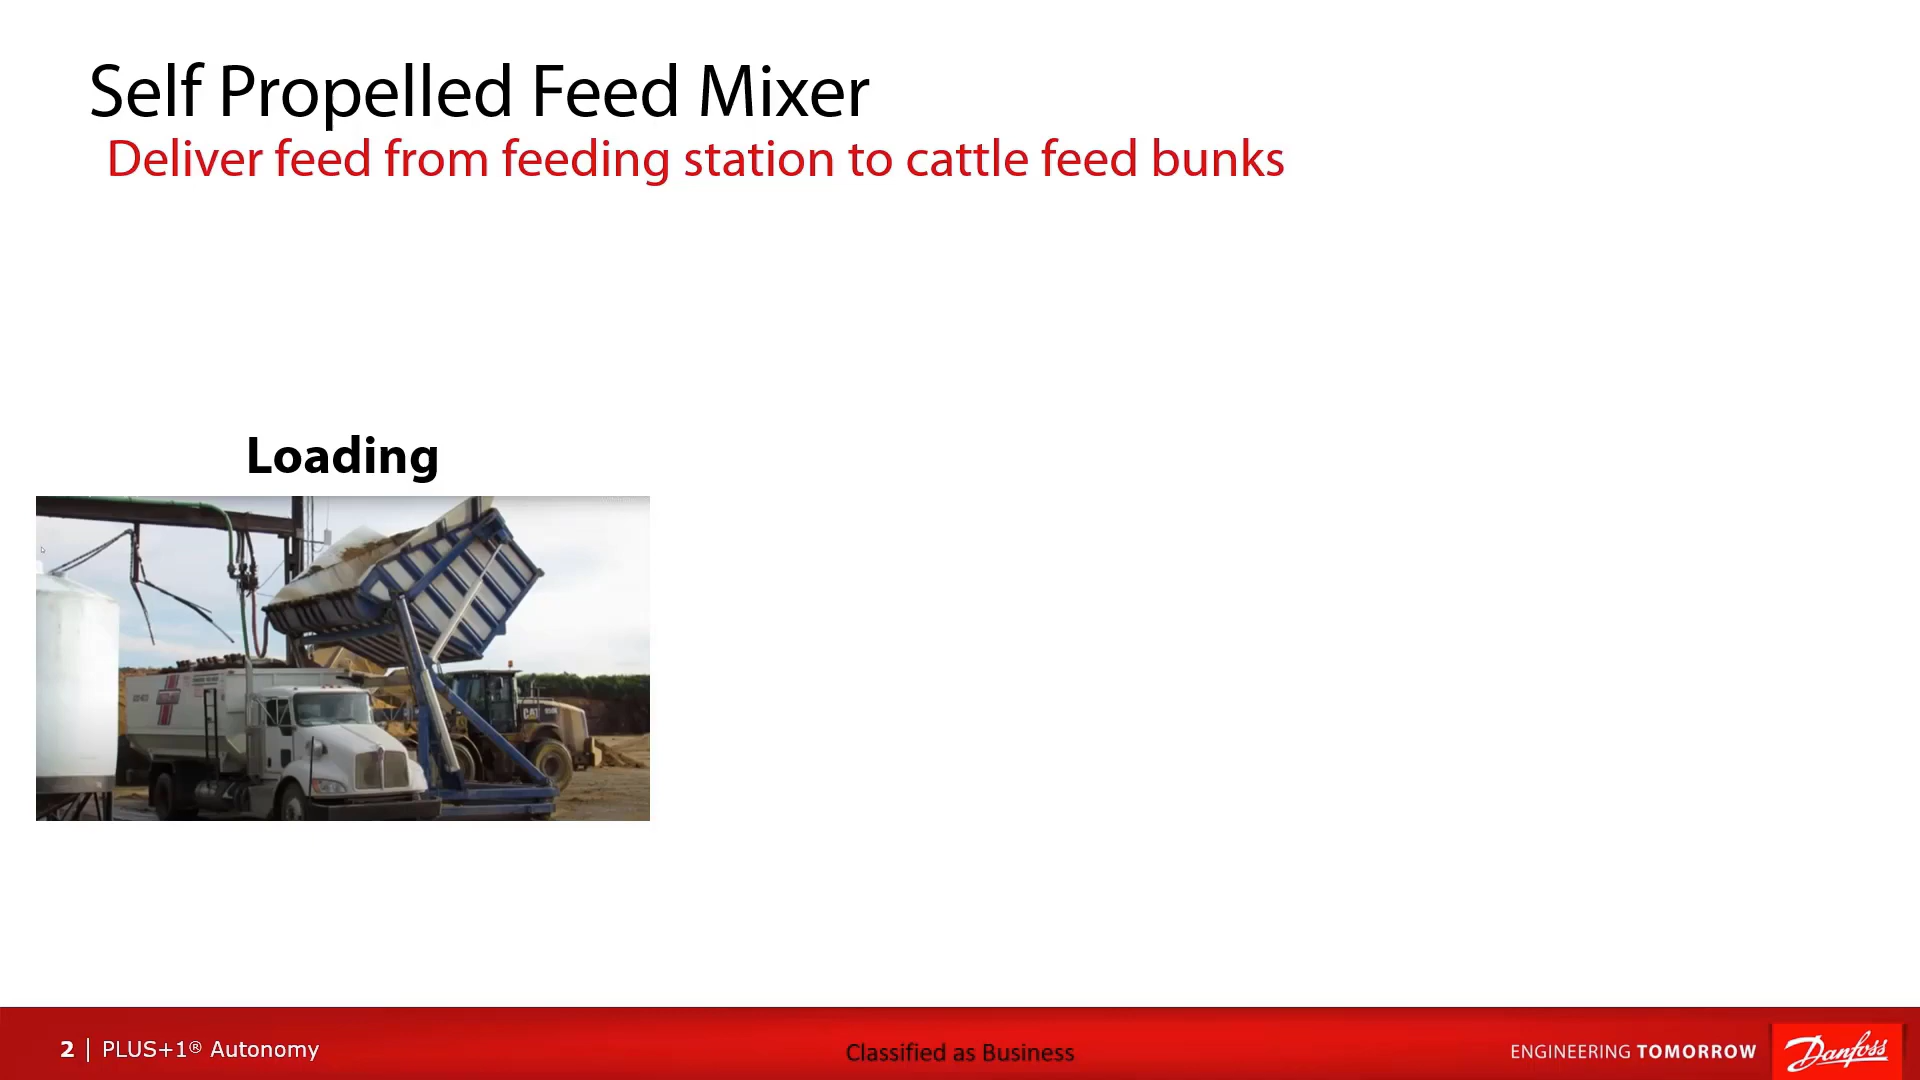 Self Propelled Feed Mixer
Deliver feed from feeding station to cattle feed bunks
Loading
CAT
2 | PLUS+1® Autonomy
Classified as Business
ENGINEERING TOMORROW
Danfoss